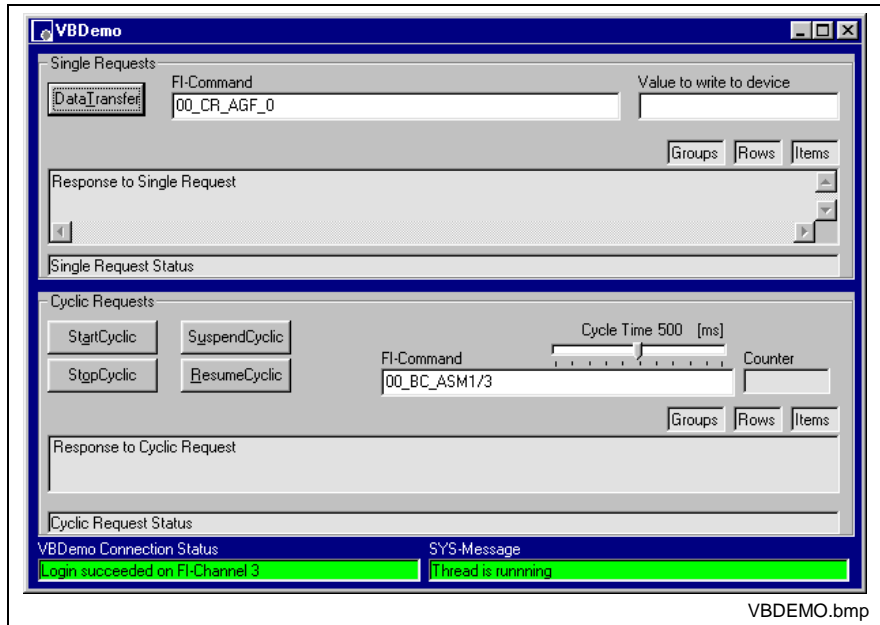 VBDemo
Single Requests
DataTransfer
FI-Command
Value to write to device
00_CR_AGF_0
Groups Rows Items
Response to Single Request
Single Request Status
Cyclic Requests
StartCyclic SuspendCyclic
Cycle Time 500 [ms]
StopCyclic ResumeCyclic
FI-Command
Counter
00_BC_ASM1/3
Groups Rows Items
Response to Cyclic Request
Cyclic Request Status
VBDemo Connection Status SYS-Message
Login succeeded on FI-Channel 3 Thread is runnning
VBDEMO.bmp